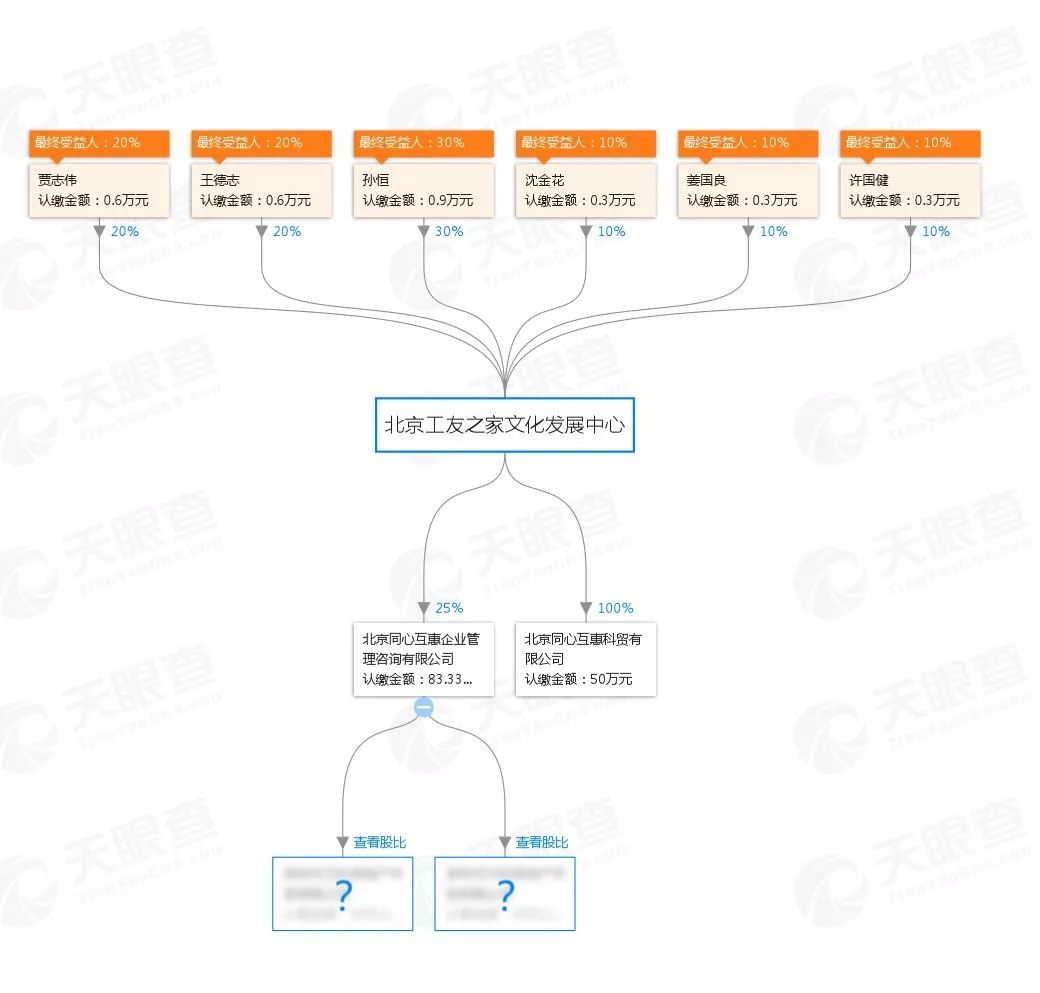 最终受益人：20%
最终受益人：20%
最终受益人：30%
最终受益人：10%
最终受益人：10%
最终受益人：10%
贾志伟
认缴金额：0.6万元
王德志
认缴金额：0.6万元
孙恒
认缴金额：0.9万元
沈金花
认缴金额：0.3万元
姜国良
认缴金额：0.3万元
许国健
认缴金额：0.3万元
20%
20%
30%
10%
10%
10%
北京工友之家文化发展中心
25%
100%
北京同心互惠企业管
理咨询有限公司
认缴金额：83.33...
北京同心互惠科贸有
限公司
认缴金额：50万元
查看股比
查看股比
?
?
天眼查
TianYanCha.com